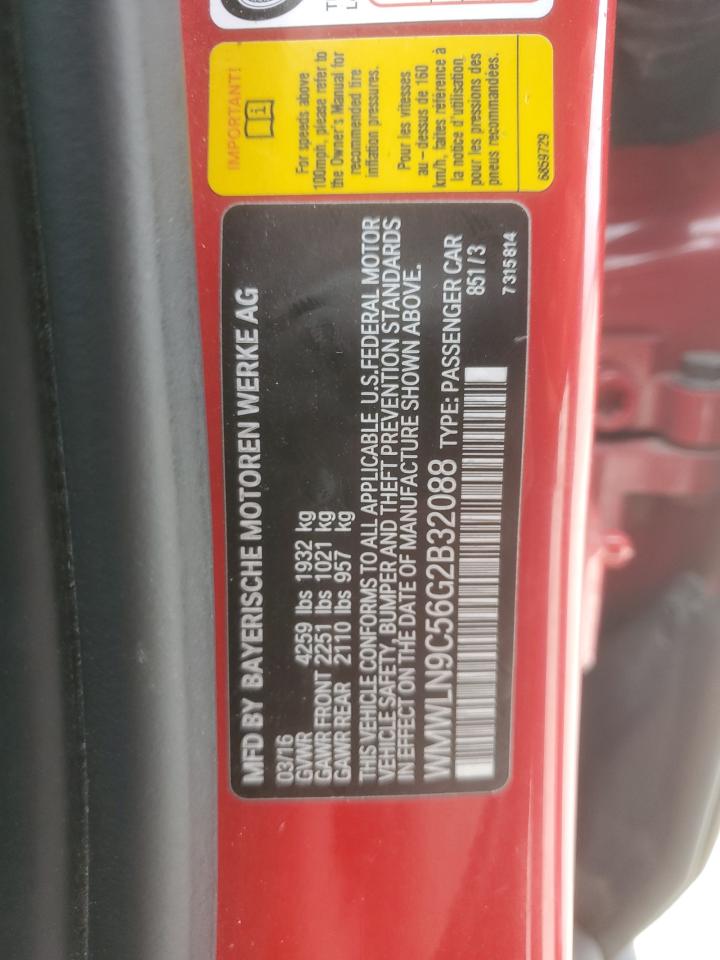 IMPORTANT!
For speeds above
100mph, please refer to
the Owner's Manual for
recommended tire
inflation pressures.
Pour les vitesses
au-dessus de 160
km/h, faites référence à
la notice d'utilisation
pour les pressions des
pneus recommandées.
6859729
MFD BY BAYERISCHE MOTOREN WERKE AG
03/16
GVWR 4259 lbs 1932 kg
GAWR FRONT 2251 lbs 1021 kg
GAWR REAR 2110 lbs 957 kg
THIS VEHICLE CONFORMS TO ALL APPLICABLE U.S.FEDERAL MOTOR
VEHICLE SAFETY, BUMPER AND THEFT PREVENTION STANDARDS
IN EFFECT ON THE DATE OF MANUFACTURE SHOWN ABOVE.
WMWLN9C56G2B32088 TYPE: PASSENGER CAR
851/3
7 315 814